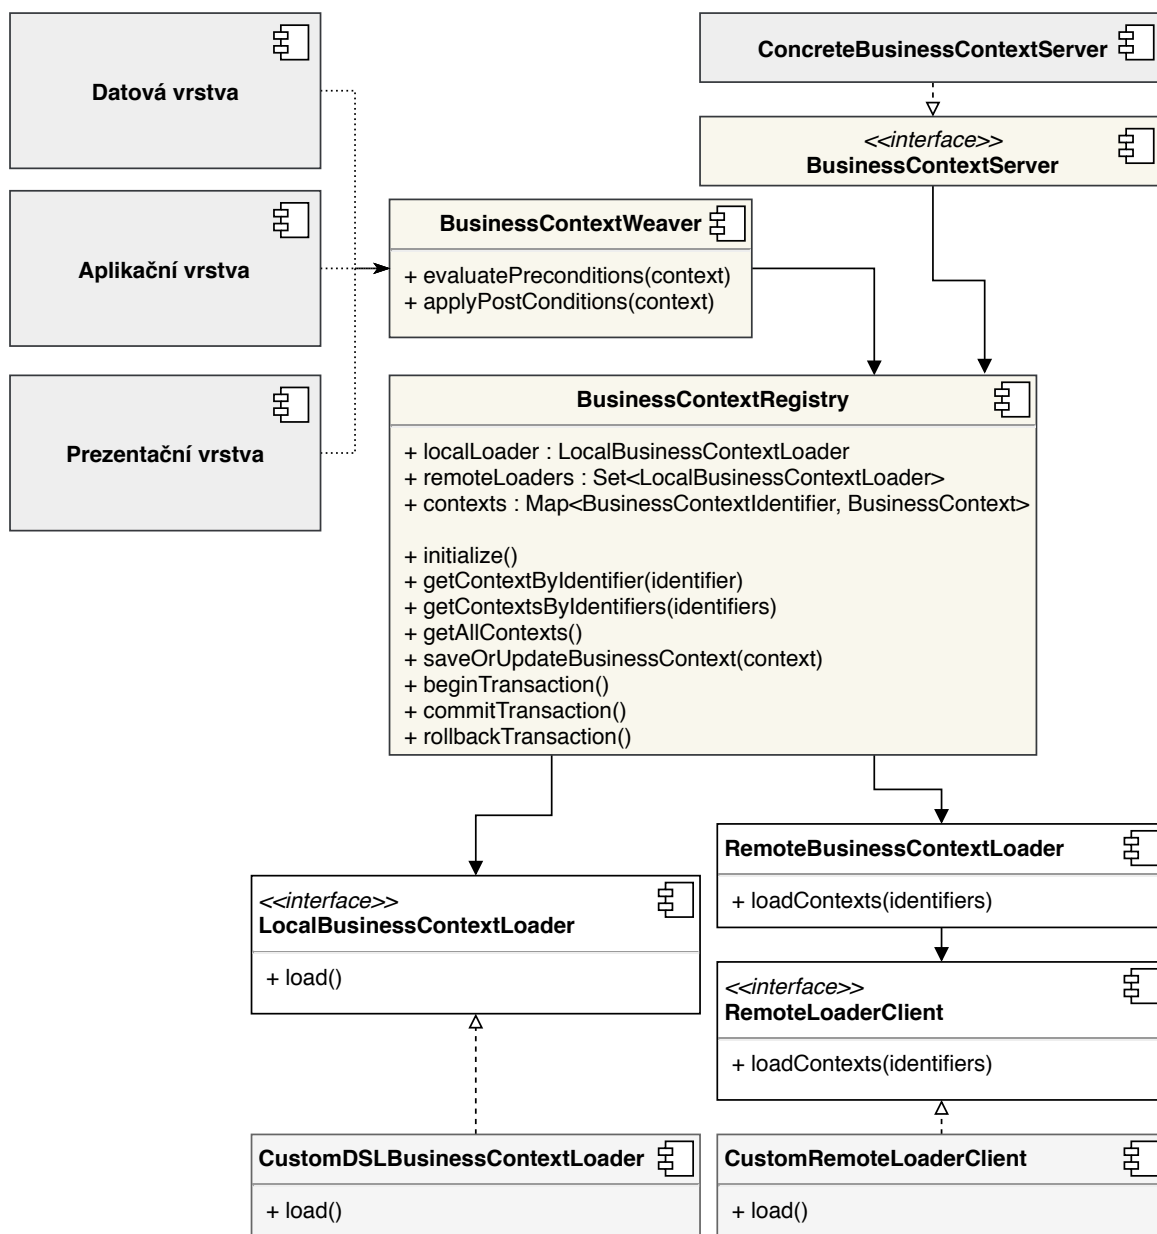 Datová vrstva
Aplikační vrstva
Prezentační vrstva
ConcreteBusinessContextServer
<<interface>>
BusinessContextServer
BusinessContextWeaver
+ evaluatePreconditions(context)
+ applyPostConditions(context)
BusinessContextRegistry
+ localLoader : LocalBusinessContextLoader
+ remoteLoaders : Set<LocalBusinessContextLoader>
+ contexts : Map<BusinessContextIdentifier, BusinessContext>
+ initialize()
+ getContextByIdentifier(identifier)
+ getContextsByIdentifiers(identifiers)
+ getAllContexts()
+ saveOrUpdateBusinessContext(context)
+ beginTransaction()
+ commitTransaction()
+ rollbackTransaction()
<<interface>>
LocalBusinessContextLoader
+ load()
RemoteBusinessContextLoader
+ loadContexts(identifiers)
<<interface>>
RemoteLoaderClient
+ loadContexts(identifiers)
CustomDSLBusinessContextLoader
+ load()
CustomRemoteLoaderClient
+ load()